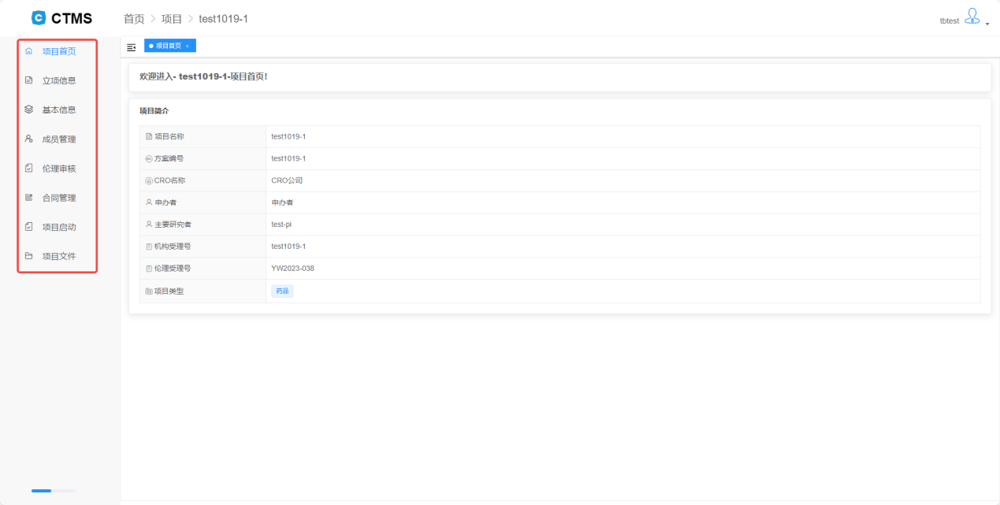 CTMS
首页 > 项目 > test1019-1
tbtest
项目首页
立项信息
基本信息
成员管理
伦理审核
合同管理
项目启动
项目文件
项目首页 ×
欢迎进入- test1019-1-项目首页!
项目简介
项目名称 test1019-1
方案编号 test1019-1
CRO名称 CRO公司
申办者 申办者
主要研究者 test-pi
机构受理号 test1019-1
伦理受理号 YW2023-038
项目类型 药品